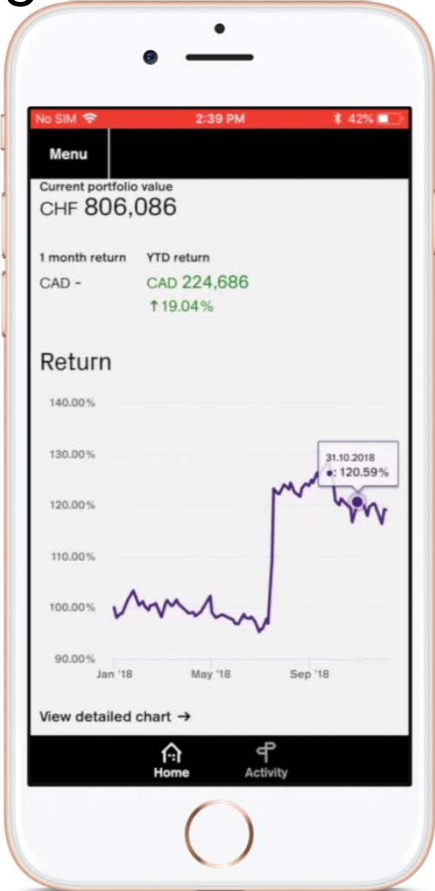 No SIM 2:39 PM 42%
Menu
Current portfolio value
CHF 806,086
1 month return YTD return
CAD - CAD 224,686
↑19.04%
Return
140.00%
130.00%
31.10.2018
●: 120.59%
120.00%
110.00%
100.00%
90.00%
Jan '18 May '18 Sep '18
View detailed chart →
Home Activity